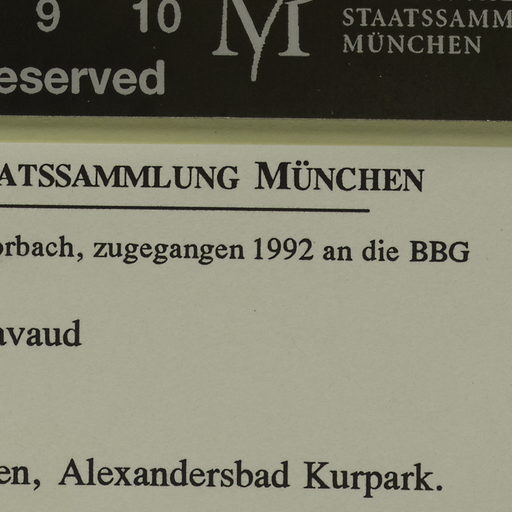 9 10
M
STAATSSAMM
MÜNCHEN
eserved
ATSSAMMLUNG MÜNCHEN
orbach, zugegangen 1992 an die BBG
avaud
en, Alexandersbad Kurpark.